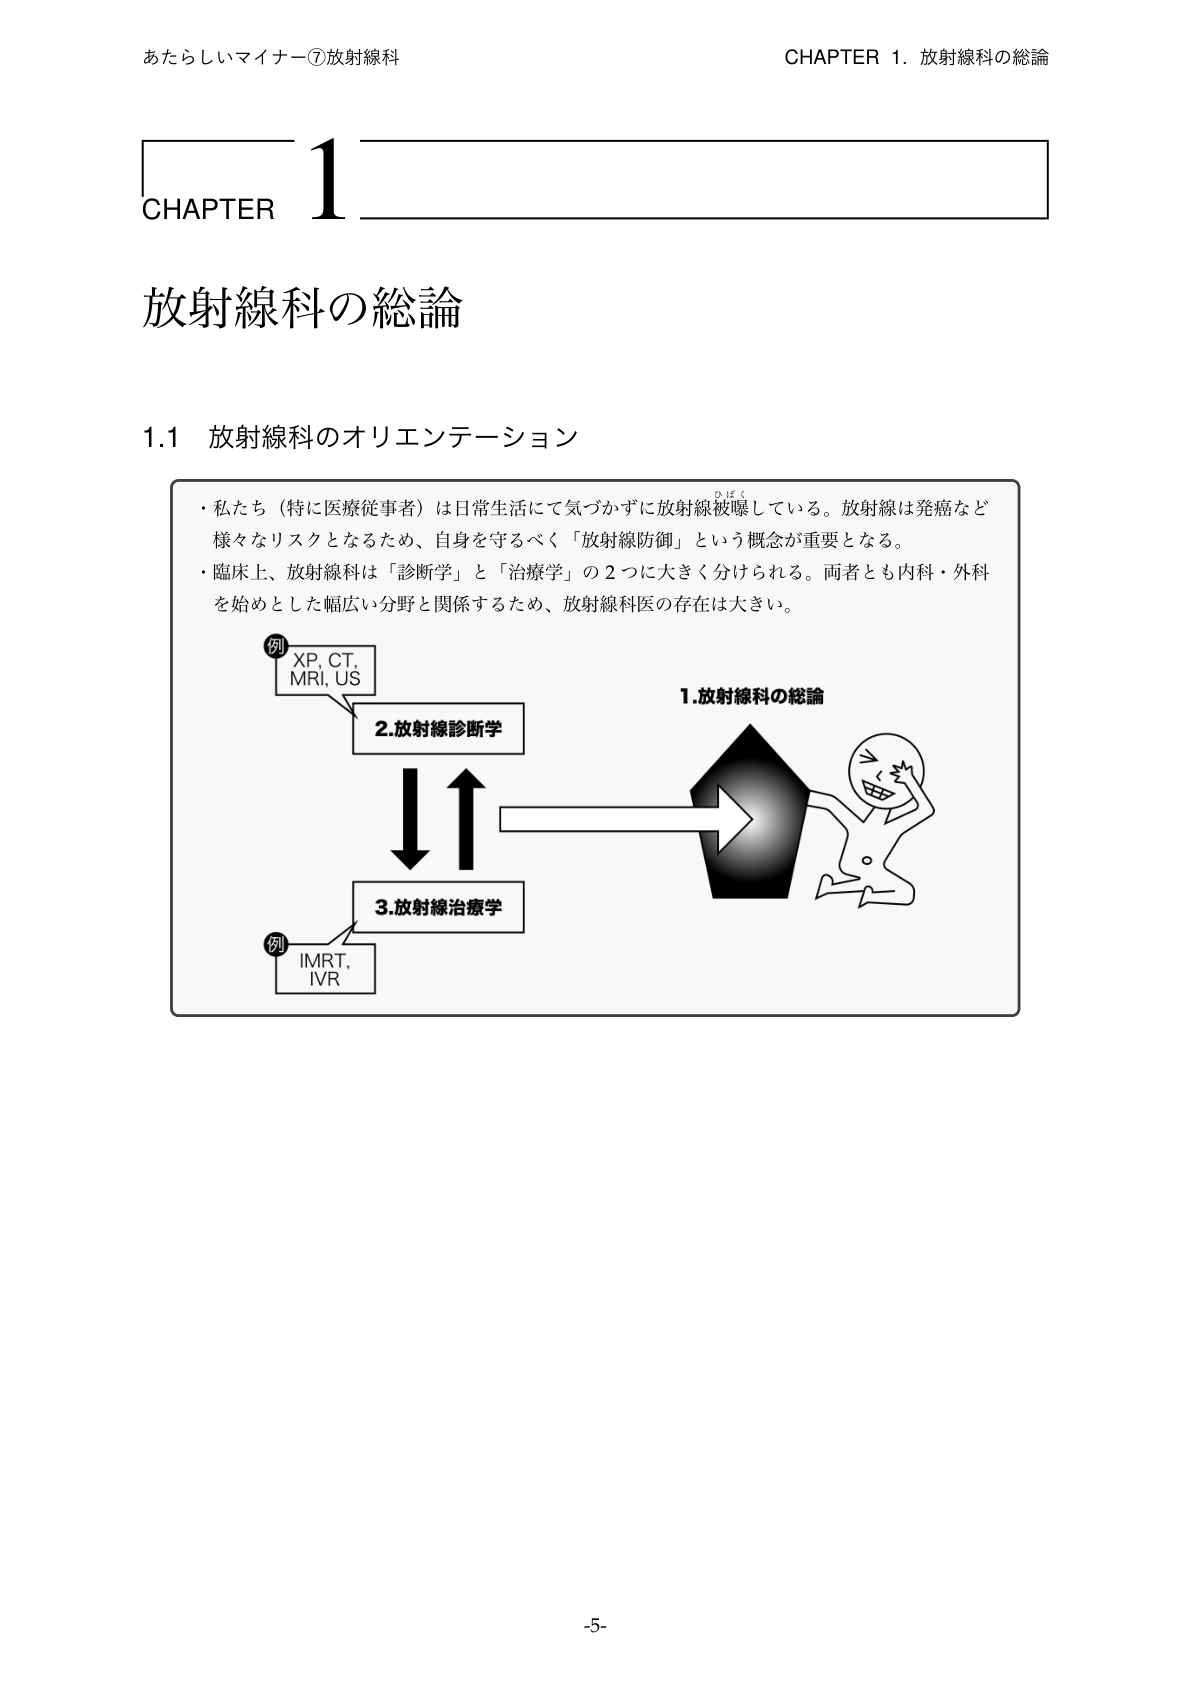 あたらしいマイナー⑦放射線科
CHAPTER 1. 放射線科の総論
CHAPTER 1
放射線科の総論
1.1 放射線科のオリエンテーション
ひばく
・私たち（特に医療従事者）は日常生活にて気づかずに放射線被曝している。放射線は発癌など
様々なリスクとなるため、自身を守るべく「放射線防御」という概念が重要となる。
・臨床上、放射線科は「診断学」と「治療学」の２つに大きく分けられる。両者とも内科・外科
を始めとした幅広い分野と関係するため、放射線科医の存在は大きい。
例
XP, CT,
MRI, US
2.放射線診断学
1.放射線科の総論
3.放射線治療学
例
IMRT,
IVR
-5-